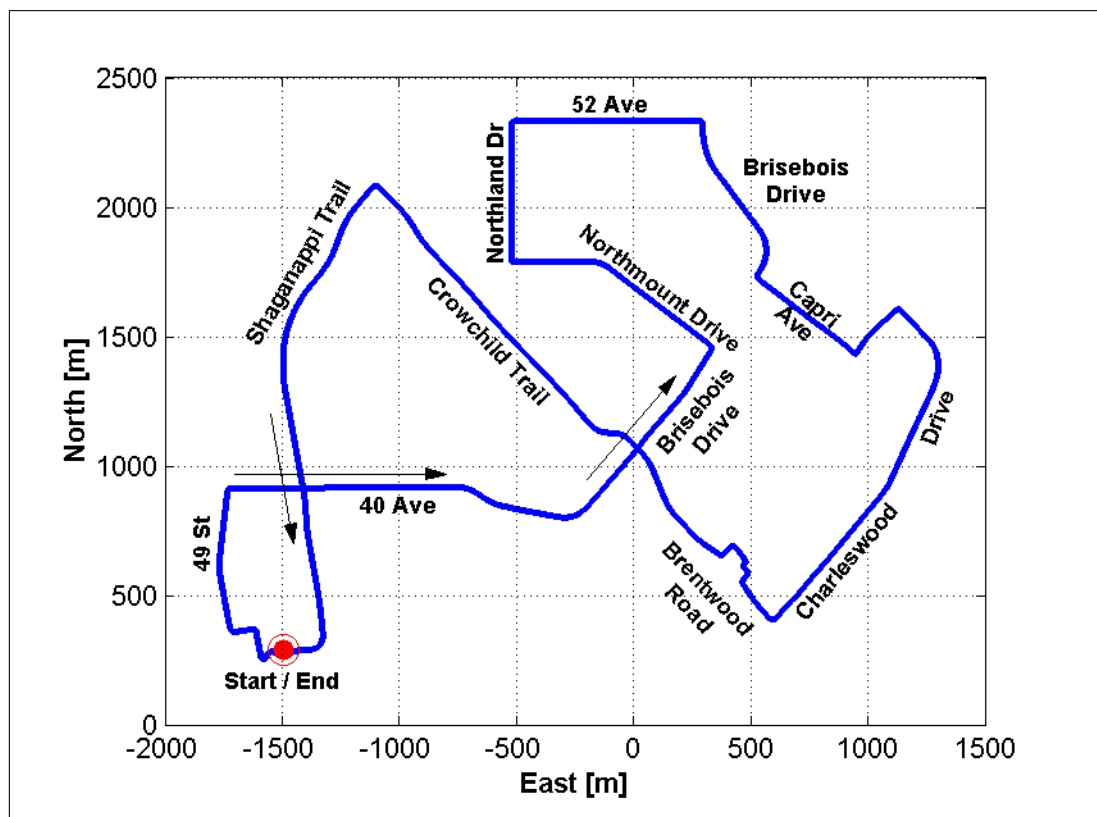 2500
2000
1500
1000
500
0
-2000
-1500
-1000
-500
0
500
1000
1500
East [m]
North [m]
52 Ave
Northland Dr
Brisebois
Drive
Shaganappi Trail
Northmount Drive
Capri
Ave
Crowchild Trail
Brisebois
Drive
Drive
40 Ave
49 St
Brentwood
Road
Charleswood
Start / End